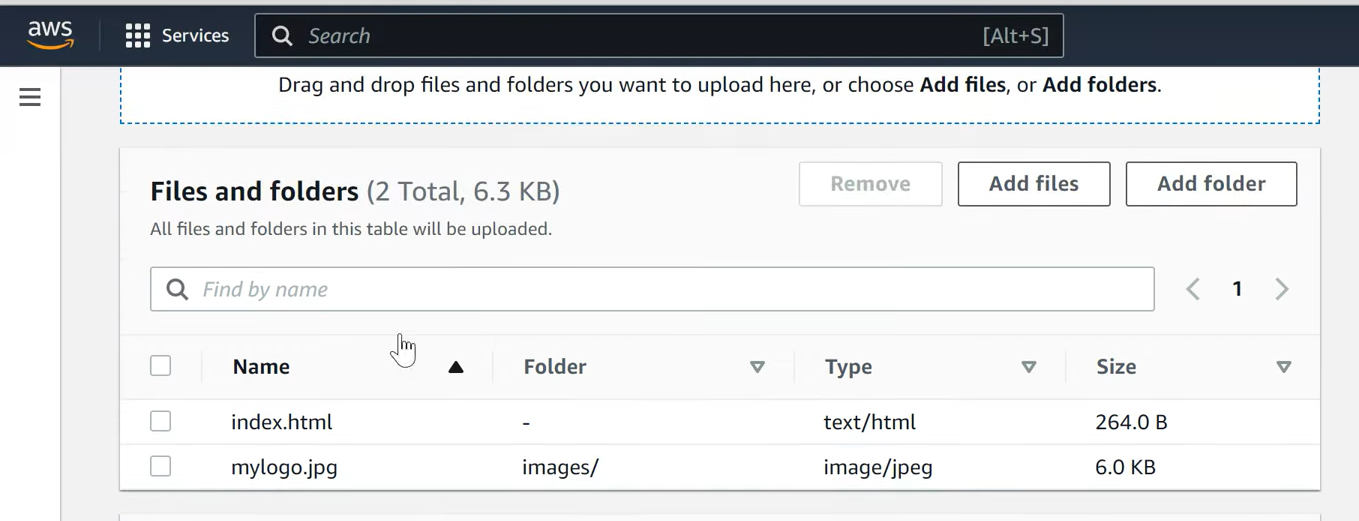 aws Services Search [Alt+S]
Drag and drop files and folders you want to upload here, or choose Add files, or Add folders.
Files and folders (2 Total, 6.3 KB) Remove Add files Add folder
All files and folders in this table will be uploaded.
Find by name 1
Name Folder Type Size
index.html - text/html 264.0 B
mylogo.jpg images/ image/jpeg 6.0 KB